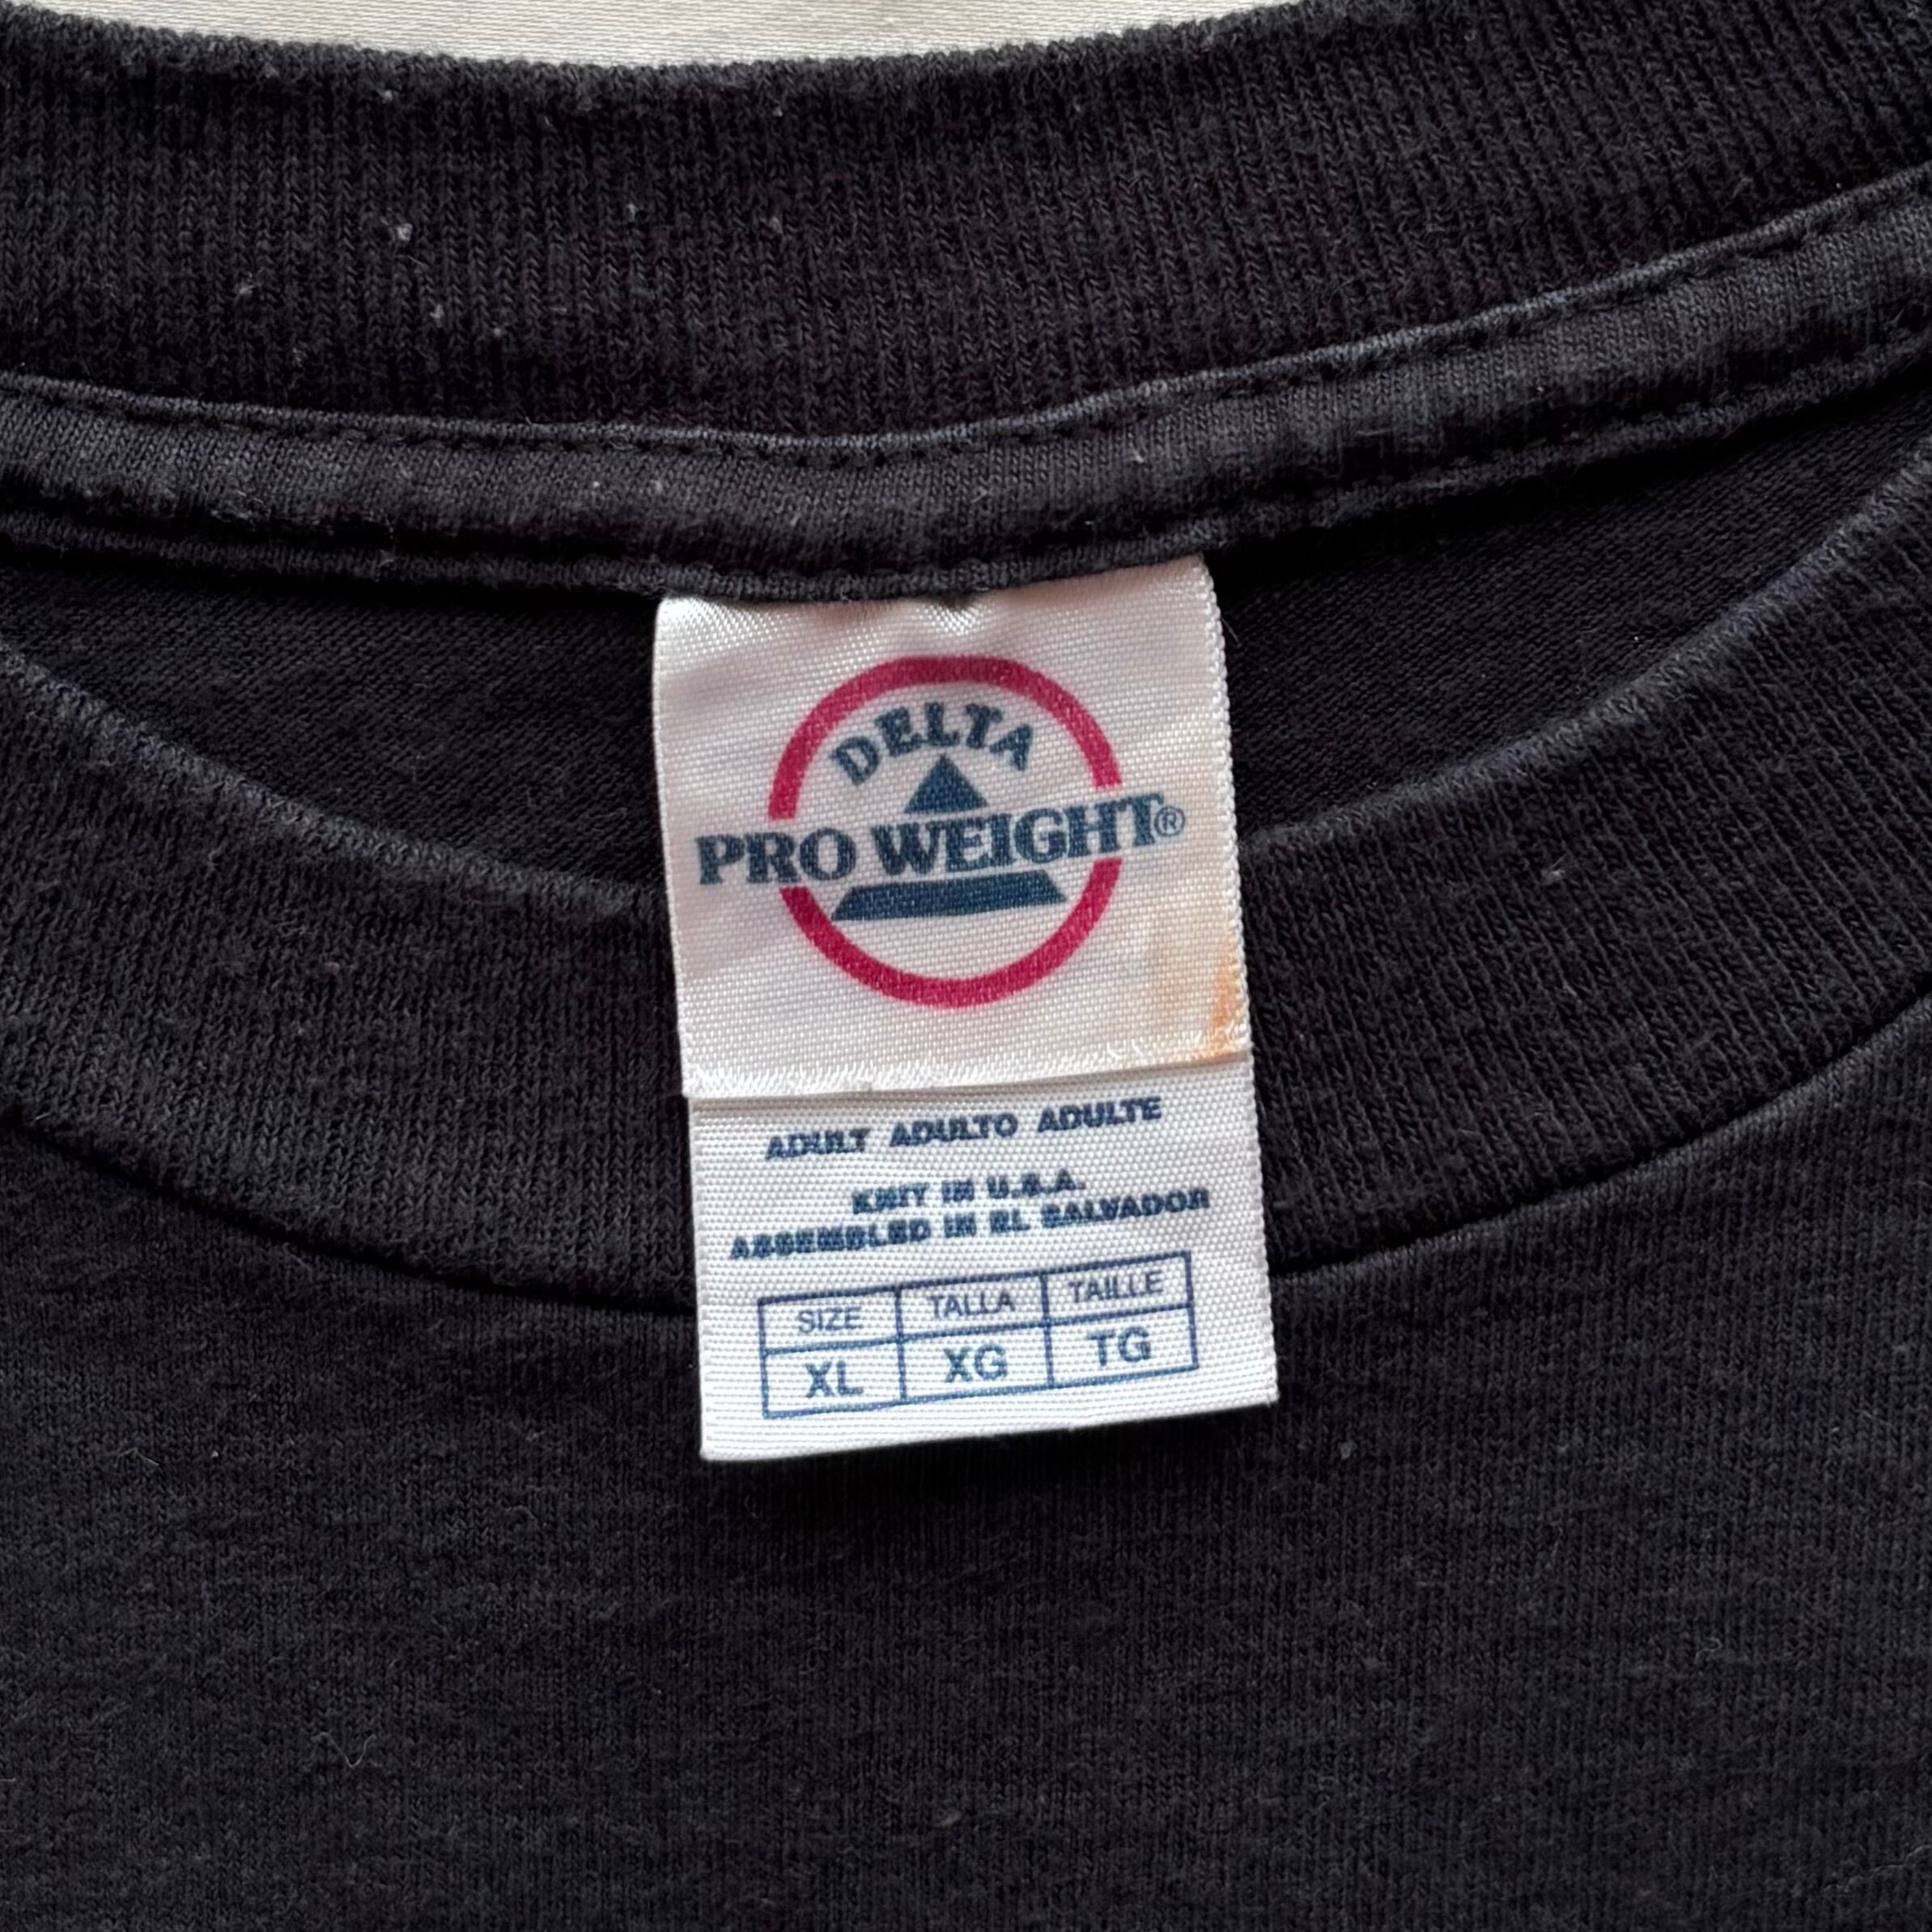 DELTA
PRO WEIGHT®
ADULT ADULTO ADULTE
KNIT IN U.S.A.
ASSEMBLED IN EL SALVADOR
SIZE TALLA TAILLE
XL XG TG